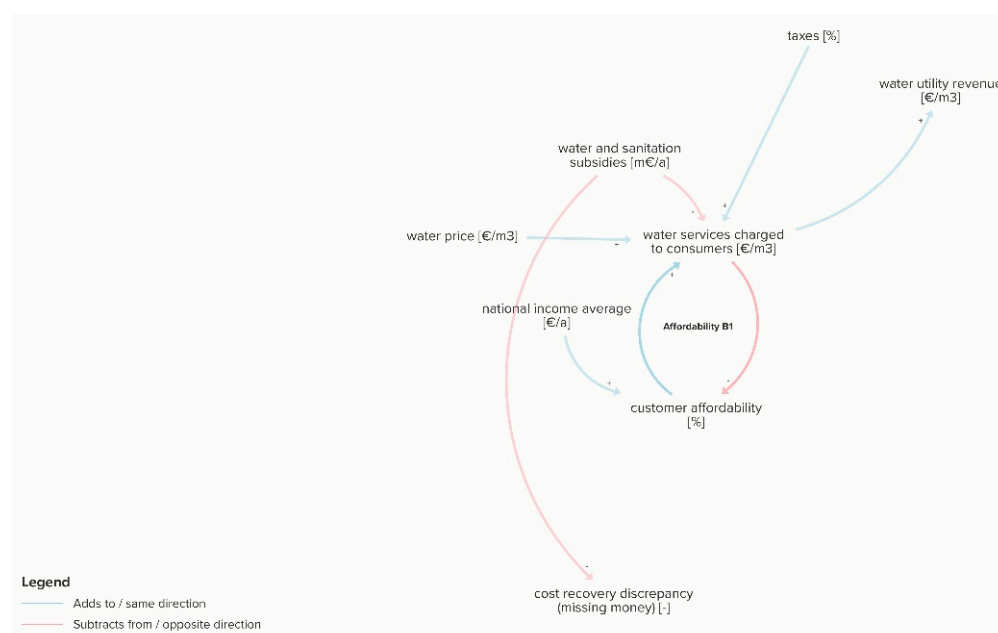 taxes [%]
water utility revenue
[€/m3]
+
water and sanitation
subsidies [m€/a]
-
+
water price [€/m3]
+
water services charged
to consumers [€/m3]
+
national income average
[€/a]
Affordability B1
+
-
customer affordability
[%]
-
cost recovery discrepancy
(missing money) [-]
Legend
Adds to / same direction
Subtracts from / opposite direction